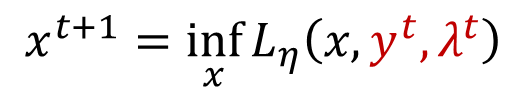 x^{t+1} = \inf_x L_η(x, y^t, λ^t)